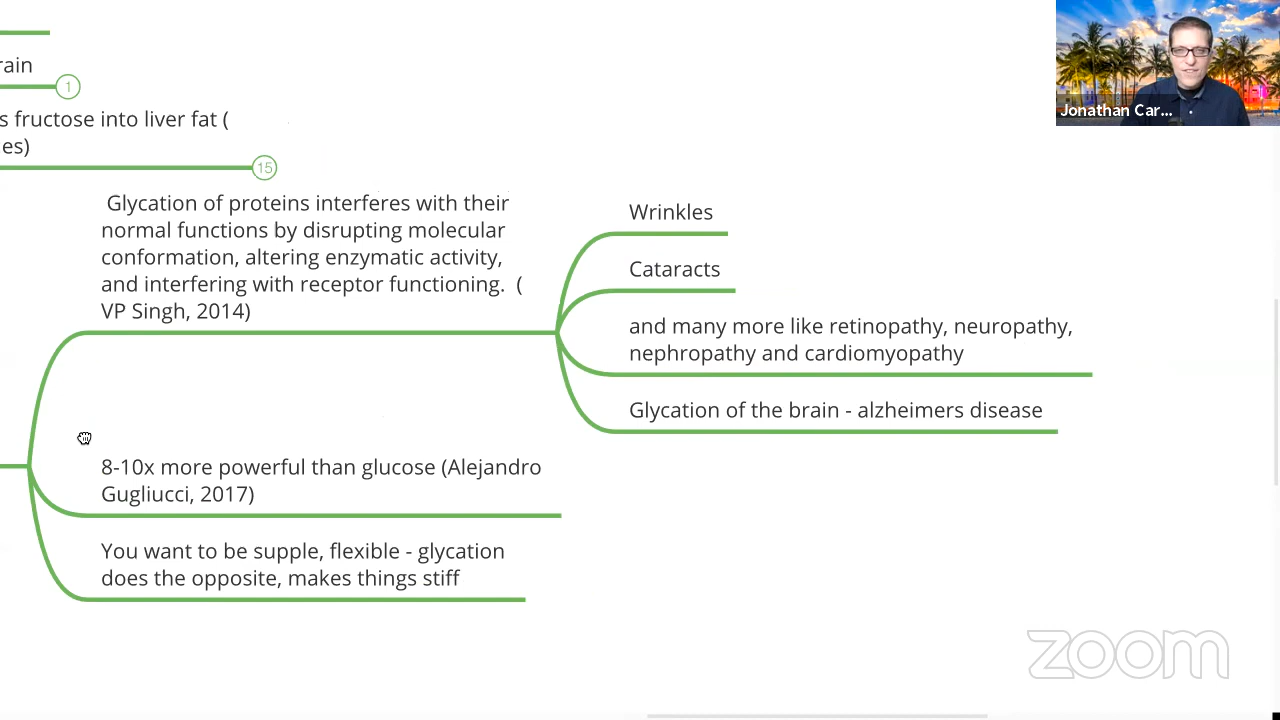 rain
1
s fructose into liver fat (
es)
15
Glycation of proteins interferes with their
normal functions by disrupting molecular
conformation, altering enzymatic activity,
and interfering with receptor functioning. (
VP Singh, 2014)
Wrinkles
Cataracts
and many more like retinopathy, neuropathy,
nephropathy and cardiomyopathy
Glycation of the brain - alzheimers disease
8-10x more powerful than glucose (Alejandro
Gugliucci, 2017)
You want to be supple, flexible - glycation
does the opposite, makes things stiff
Jonathan Car...
zoom